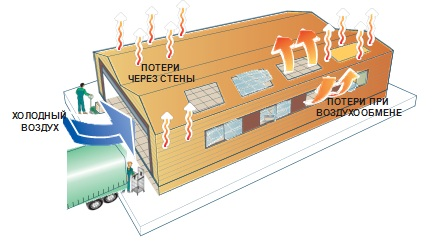 ПОТЕРИ
ЧЕРЕЗ СТЕНЫ
ХОЛОДНЫЙ
ВОЗДУХ
ПОТЕРИ ПРИ
ВОЗДУХООБМЕНЕ